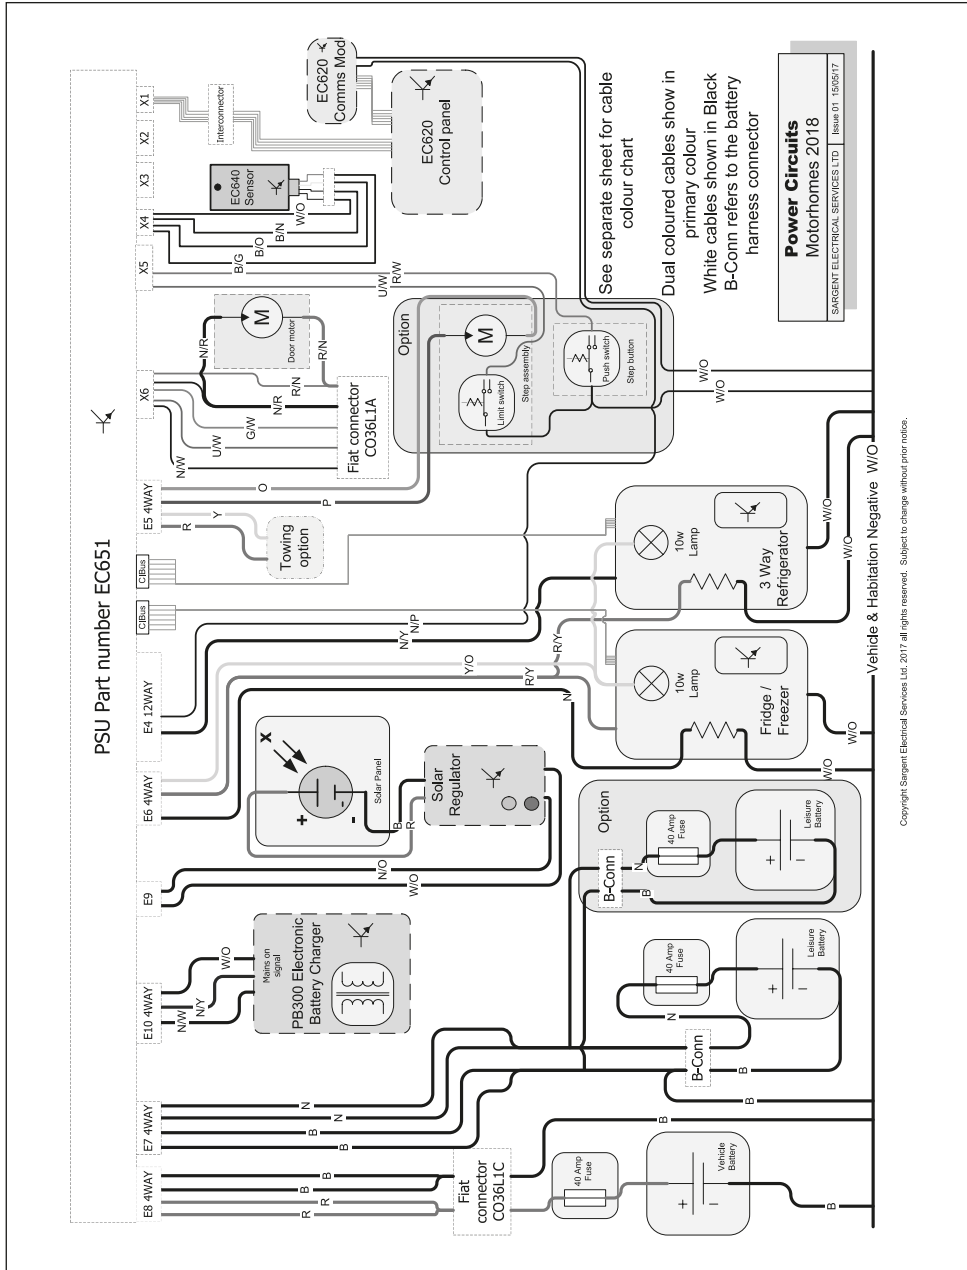 PSU Part number EC651
E8 4WAY
E7 4WAY
E10 4WAY
E9
E6 4WAY
E4 12WAY
CIBus
CIBus
E5 4WAY
X6
X5
X4
X3
X2
X1
R
R
B
B
B
B
N
N
N/W
N/Y
W/O
N/O
W/O
Y/O
R/Y
R/Y
N
N/Y
N/P
R
Y
P
O
N/W
U/W
G/W
N/R
R/N
N/R
R/N
U/W
R/W
B/G
B/O
B/N
W/O
Interconnector
EC640
Sensor
EC620
Comms Mod
EC620
Control panel
M
Door motor
Fiat connector
CO36L1A
Towing
option
Option
M
Step assembly
Limit switch
Push switch
Step button
Solar Panel
X
+
-
B
R
Solar
Regulator
Mains on
signal
PB300 Electronic
Battery Charger
Fiat
connector
CO36L1C
40 Amp
Fuse
+
–
Vehicle
Battery
B
B
B
B-Conn
B
N
40 Amp
Fuse
+
–
Leisure
Battery
Option
B-Conn
B
N
40 Amp
Fuse
+
–
Leisure
Battery
10w
Lamp
Fridge /
Freezer
W/O
W/O
10w
Lamp
3 Way
Refrigerator
W/O
W/O
W/O
W/O
Vehicle & Habitation Negative W/O
See separate sheet for cable
colour chart
Dual coloured cables show in
primary colour
White cables shown in Black
B-Conn refers to the battery
harness connector
Power Circuits
Motorhomes 2018
SARGENT ELECTRICAL SERVICES LTD Issue 01 15/05/17
Copyright Sargent Electrical Services Ltd. 2017 all rights reserved. Subject to change without prior notice.